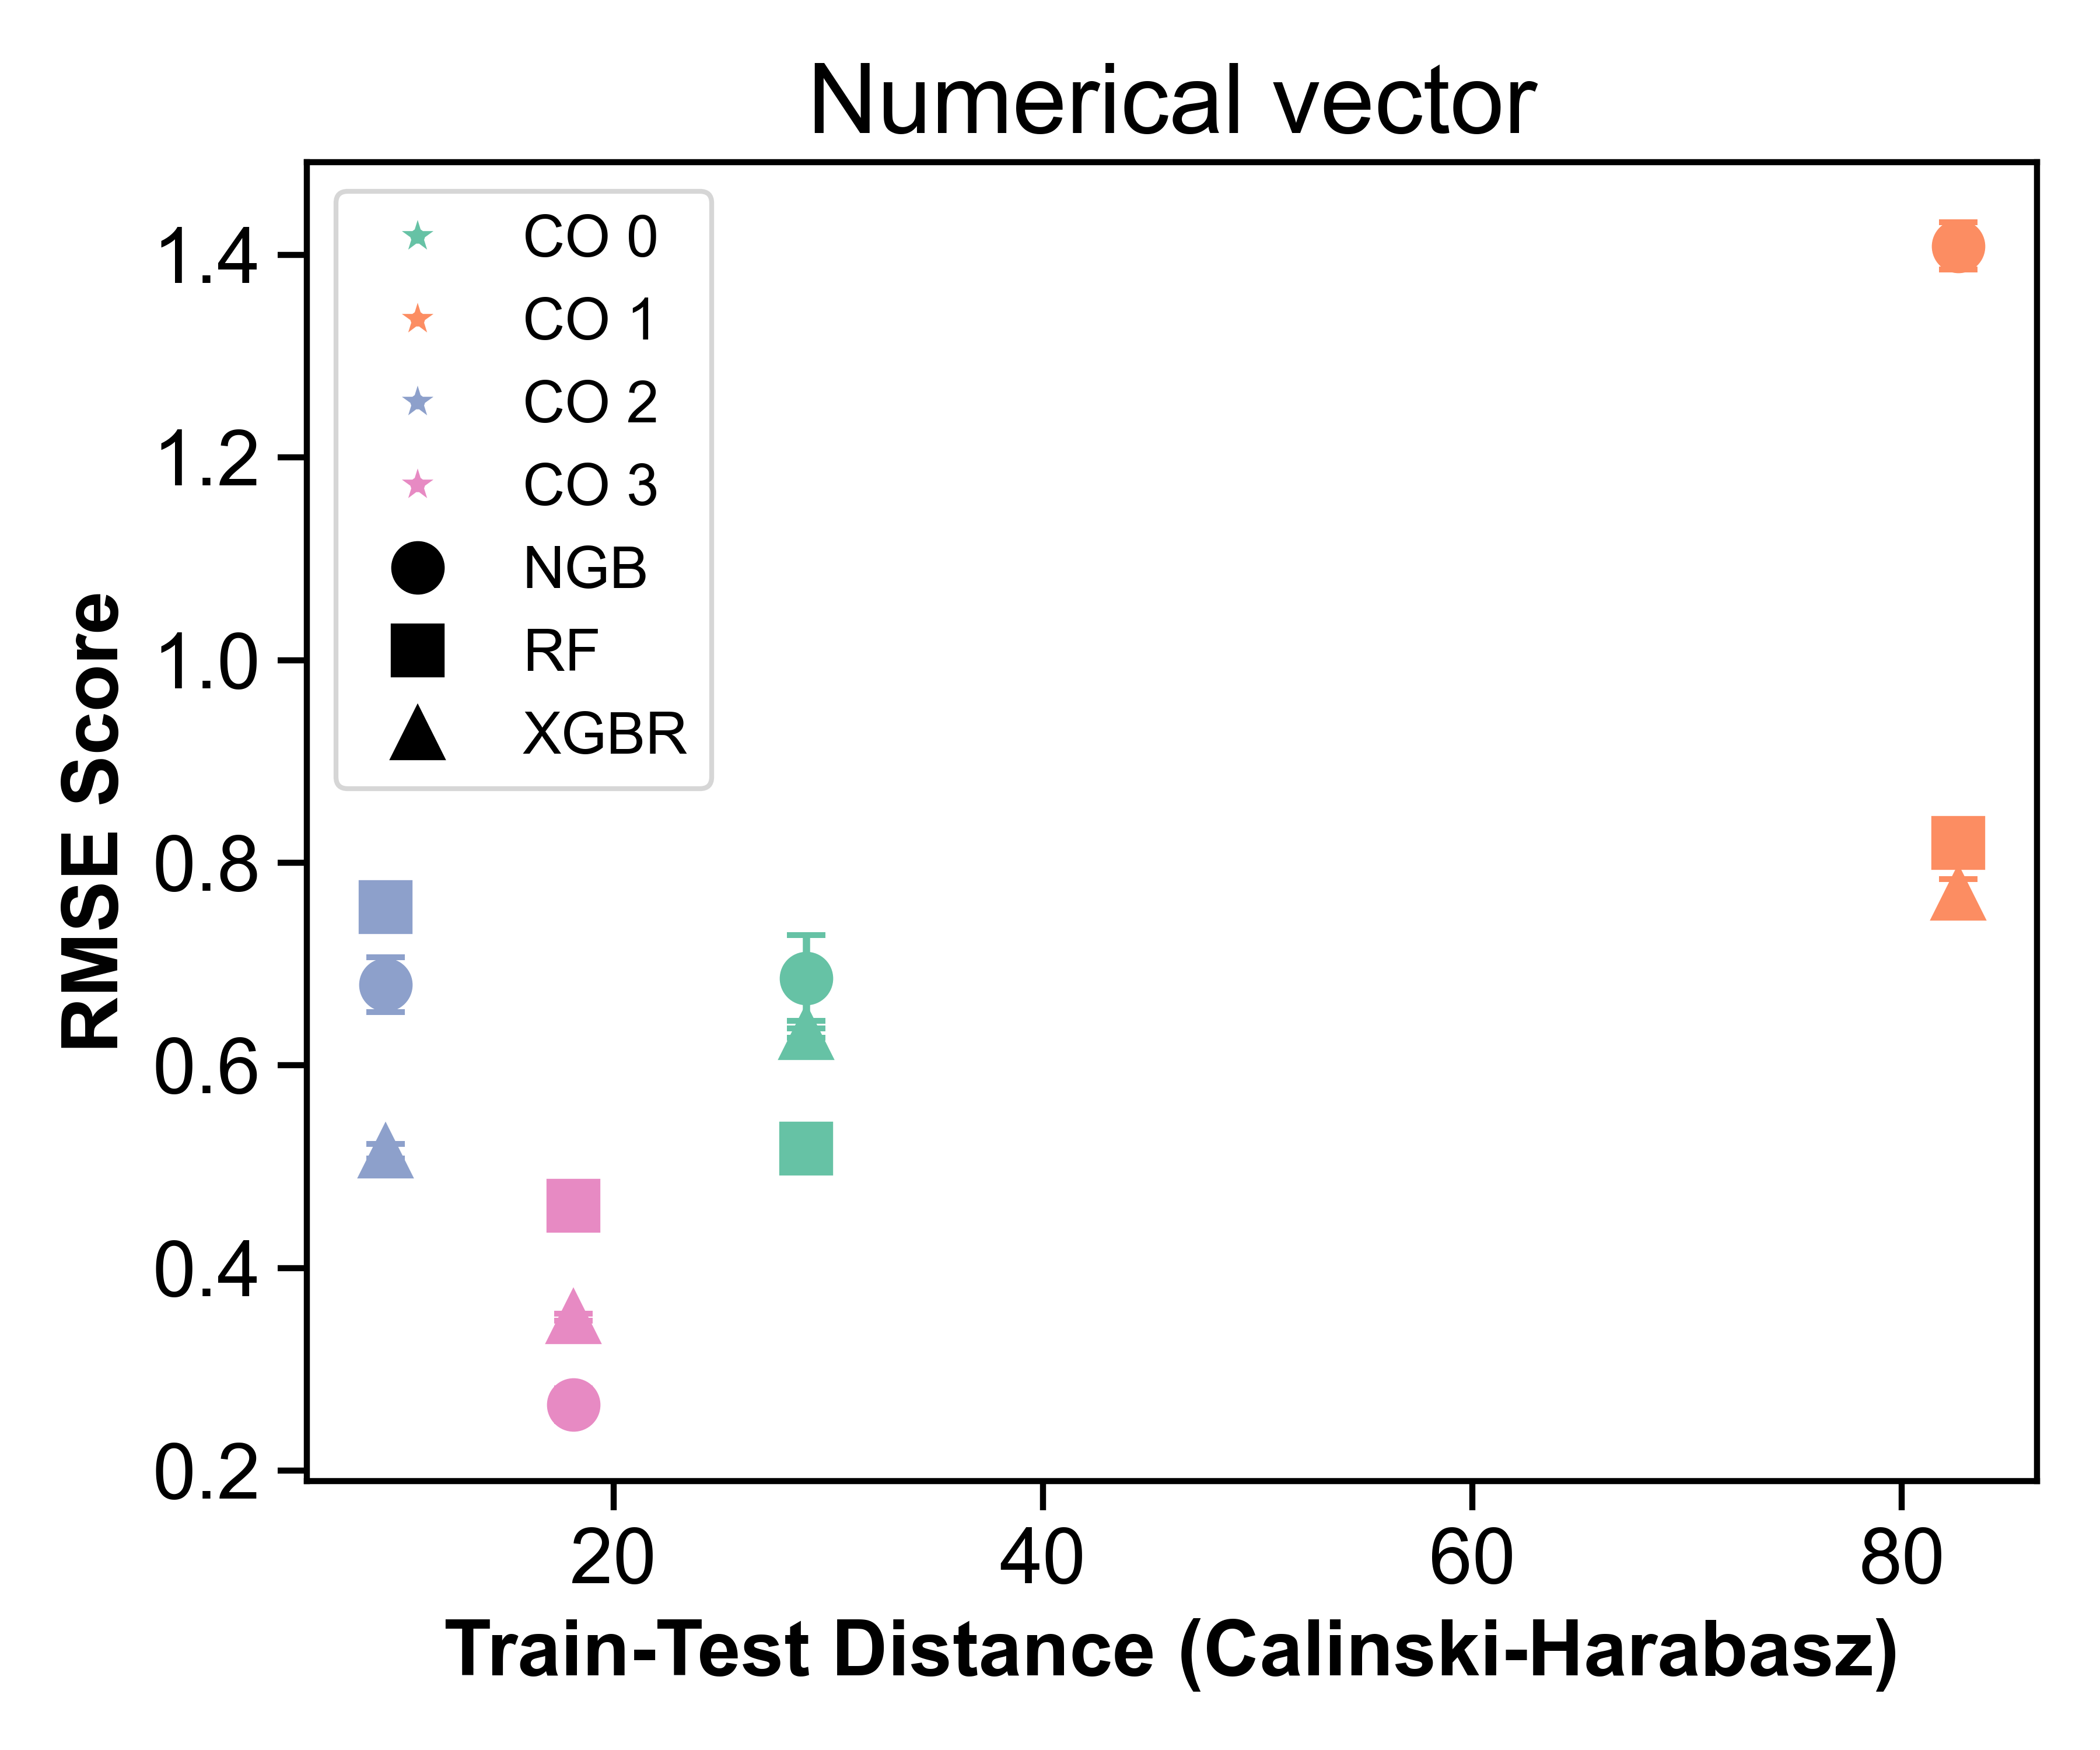 Numerical vector
CO 0
CO 1
CO 2
CO 3
NGB
RF
XGBR
1.4
1.2
1.0
0.8
0.6
0.4
0.2
RMSE Score
20 40 60 80
Train-Test Distance (Calinski-Harabasz)